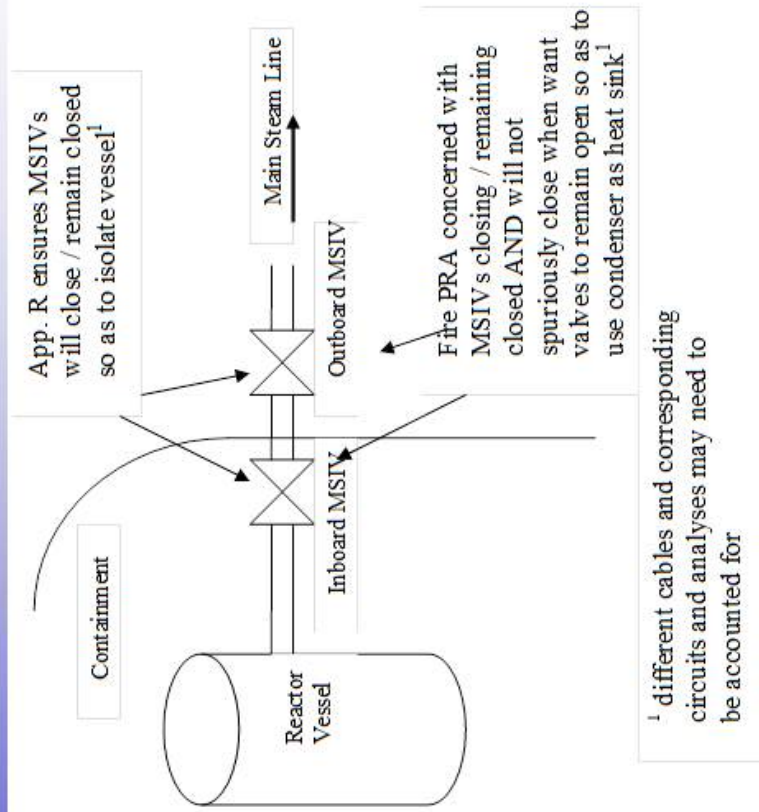 App. R ensures MSIVs
will close / remain closed
so as to isolate vessel1
Containment
Main Steam Line
Reactor
Vessel
Inboard MSIV
Outboard MSIV
Fire PRA concerned with
MSIVs closing / remaining
closed AND will not
spuriously close when want
valves to remain open so as to
use condenser as heat sink1
1 different cables and corresponding
circuits and analyses may need to
be accounted for